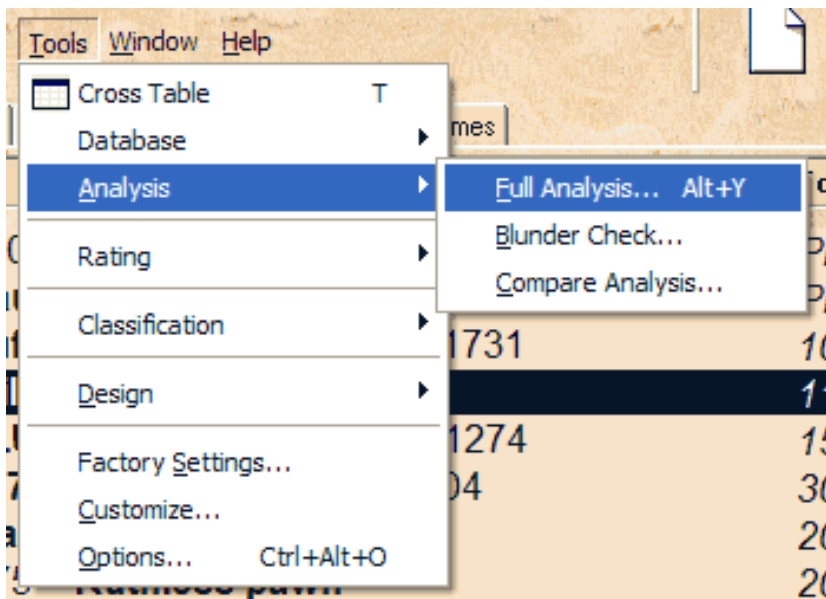 Tools Window Help
Cross Table T
Database
mes
Analysis
Full Analysis... Alt+Y
Blunder Check...
Compare Analysis...
Rating
Classification
1731
Design
1274
Factory Settings...
04
Customize...
Options... Ctrl+Alt+O